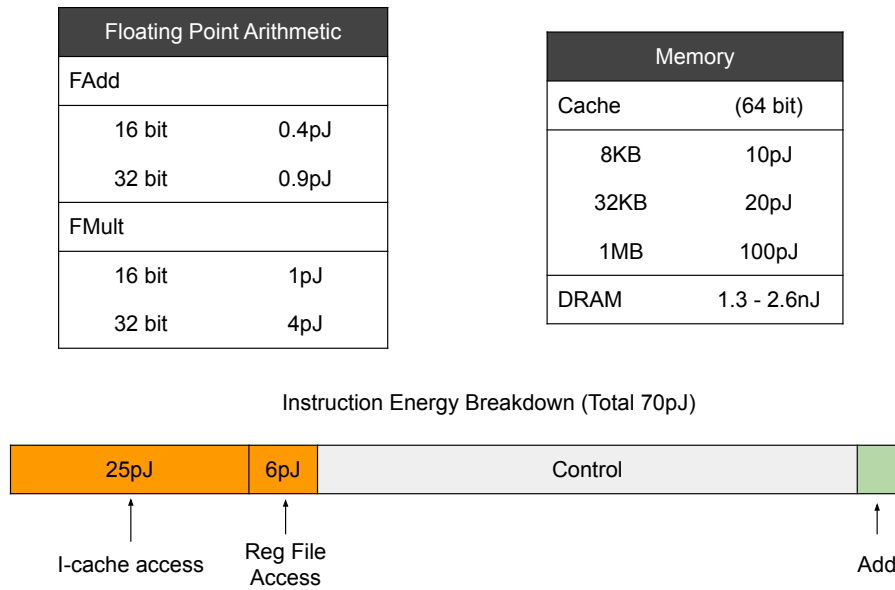 Floating Point Arithmetic
FAdd
16 bit 0.4pJ
32 bit 0.9pJ
FMult
16 bit 1pJ
32 bit 4pJ
Memory
Cache (64 bit)
8KB 10pJ
32KB 20pJ
1MB 100pJ
DRAM 1.3 - 2.6nJ
Instruction Energy Breakdown (Total 70pJ)
25pJ 6pJ Control
I-cache access
Reg File
Access
Add